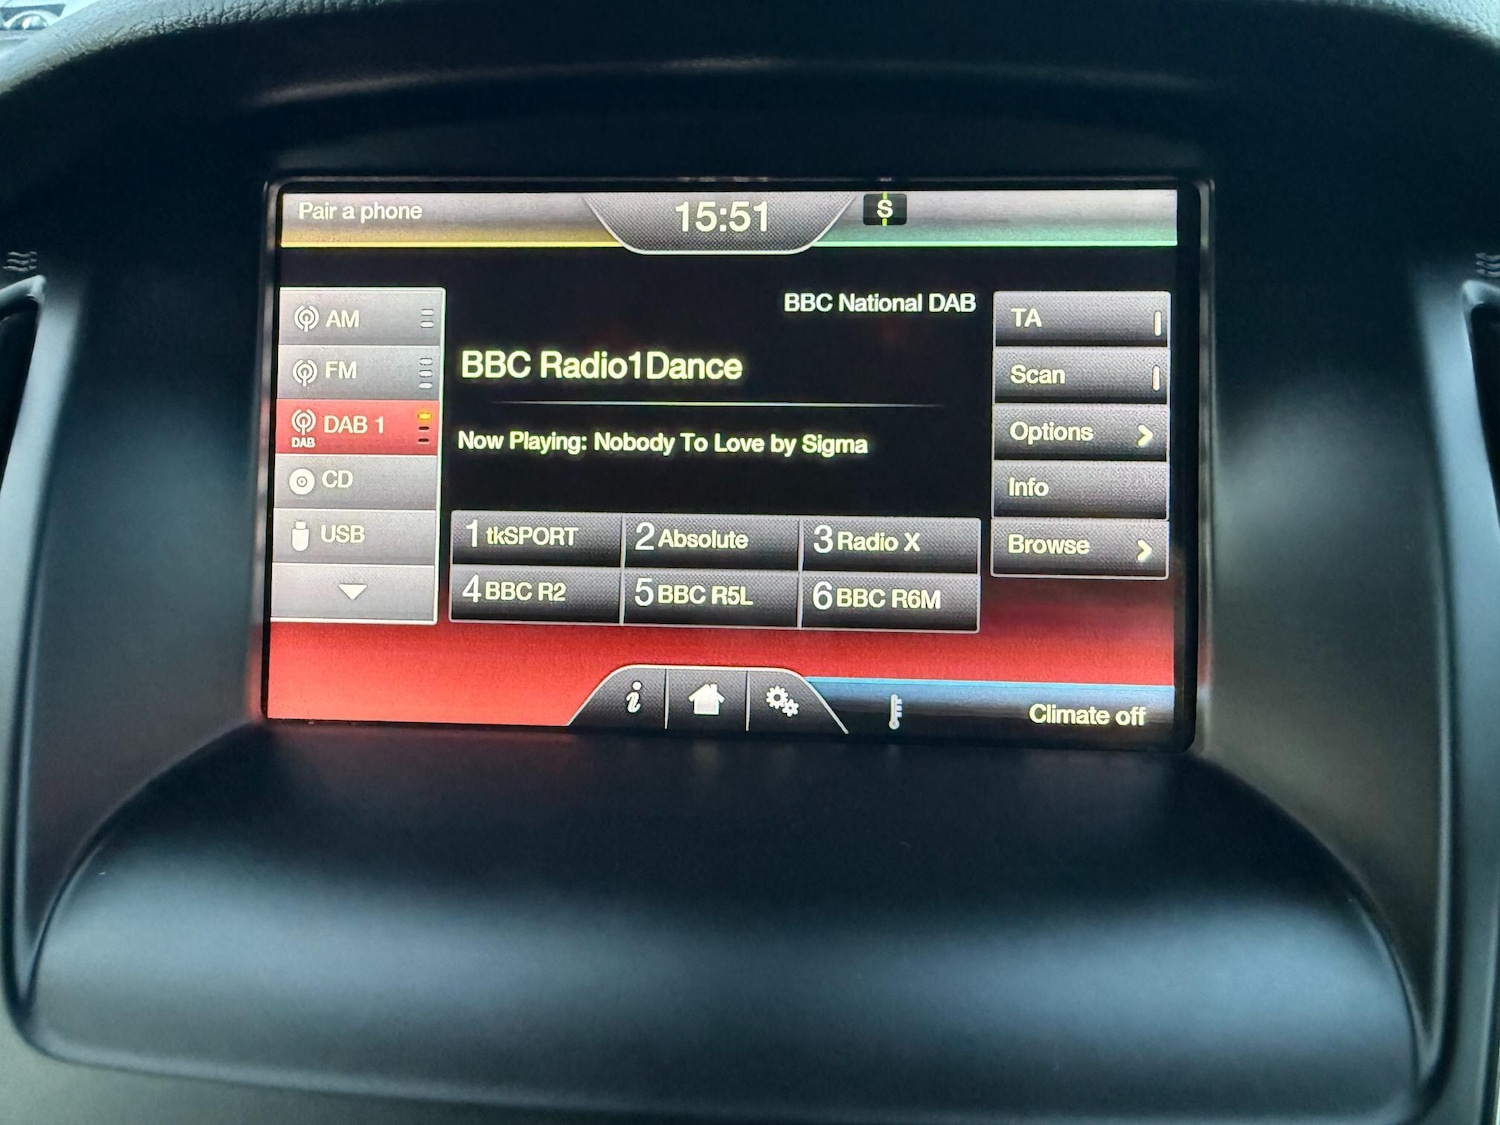 Pair a phone
15:51
S
AM
FM
DAB
DAB 1
CD
USB
BBC National DAB
BBC Radio1Dance
Now Playing: Nobody To Love by Sigma
1 tkSPORT
2 Absolute
3 Radio X
4 BBC R2
5 BBC R5L
6 BBC R6M
TA
Scan
Options
Info
Browse
i
Climate off